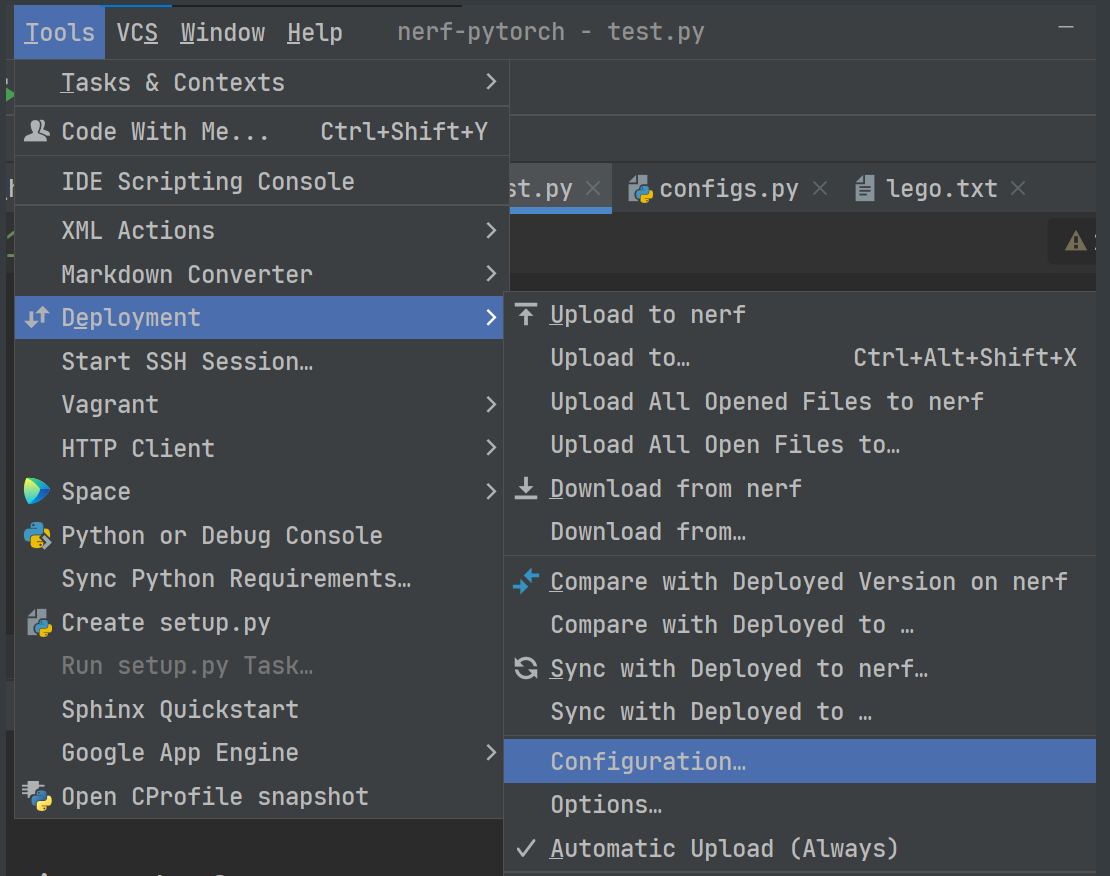 Tools VCS Window Help nerf-pytorch - test.py
Tasks & Contexts
Code With Me... Ctrl+Shift+Y
IDE Scripting Console
st.py configs.py lego.txt
XML Actions
Markdown Converter
Deployment
Start SSH Session…
Vagrant
HTTP Client
Space
Python or Debug Console
Sync Python Requirements…
Create setup.py
Run setup.py Task…
Sphinx Quickstart
Google App Engine
Open CProfile snapshot
Upload to nerf
Upload to… Ctrl+Alt+Shift+X
Upload All Opened Files to nerf
Upload All Open Files to…
Download from nerf
Download from…
Compare with Deployed Version on nerf
Compare with Deployed to …
Sync with Deployed to nerf…
Sync with Deployed to …
Configuration…
Options…
Automatic Upload (Always)